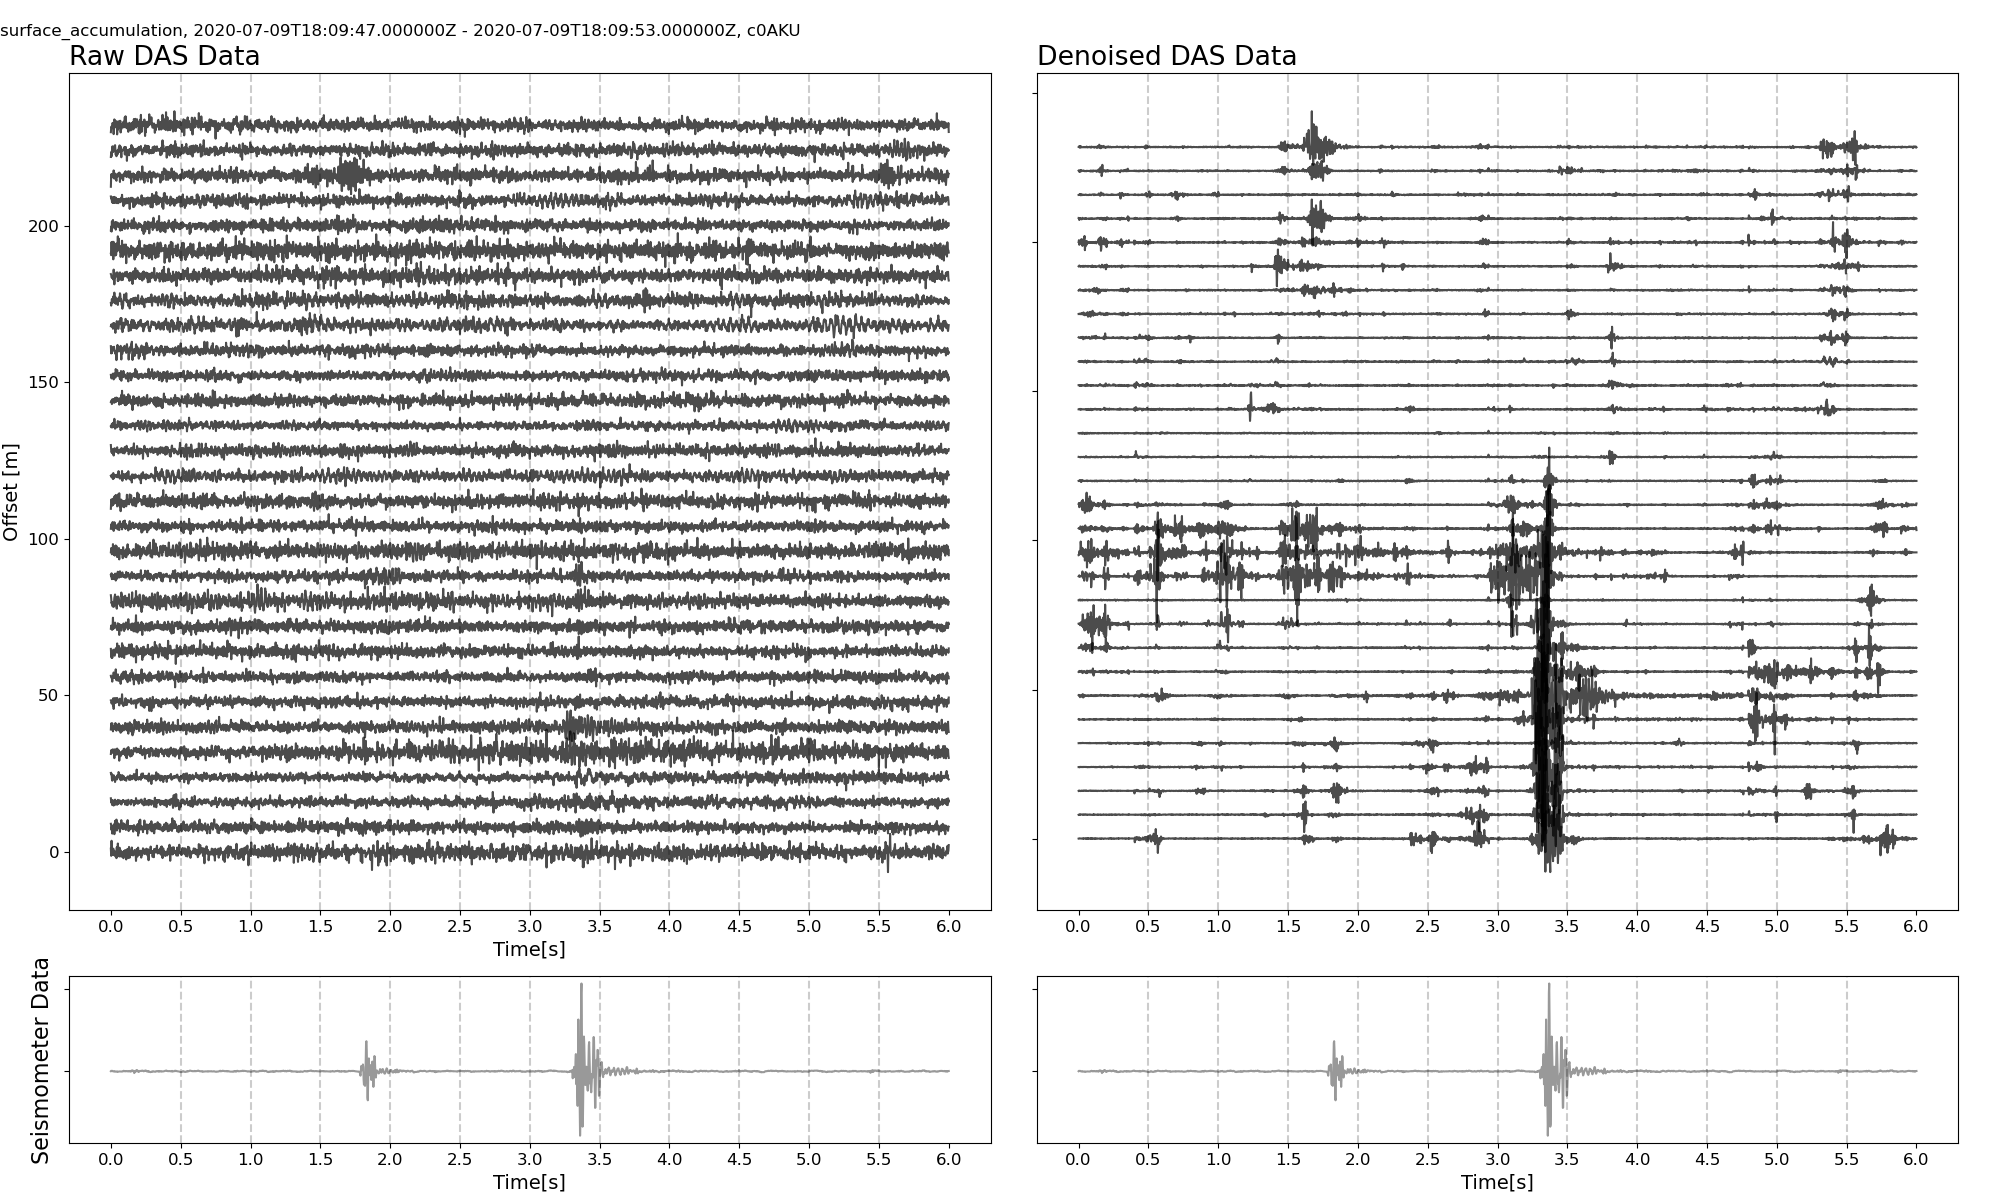 surface_accumulation, 2020-07-09T18:09:47.000000Z - 2020-07-09T18:09:53.000000Z, c0AKU
Raw DAS Data
Denoised DAS Data
Offset [m]
200
150
100
50
0
0.0 0.5 1.0 1.5 2.0 2.5 3.0 3.5 4.0 4.5 5.0 5.5 6.0
0.0 0.5 1.0 1.5 2.0 2.5 3.0 3.5 4.0 4.5 5.0 5.5 6.0
Time[s]
Seismometer Data
0.0 0.5 1.0 1.5 2.0 2.5 3.0 3.5 4.0 4.5 5.0 5.5 6.0
0.0 0.5 1.0 1.5 2.0 2.5 3.0 3.5 4.0 4.5 5.0 5.5 6.0
Time[s]
Time[s]